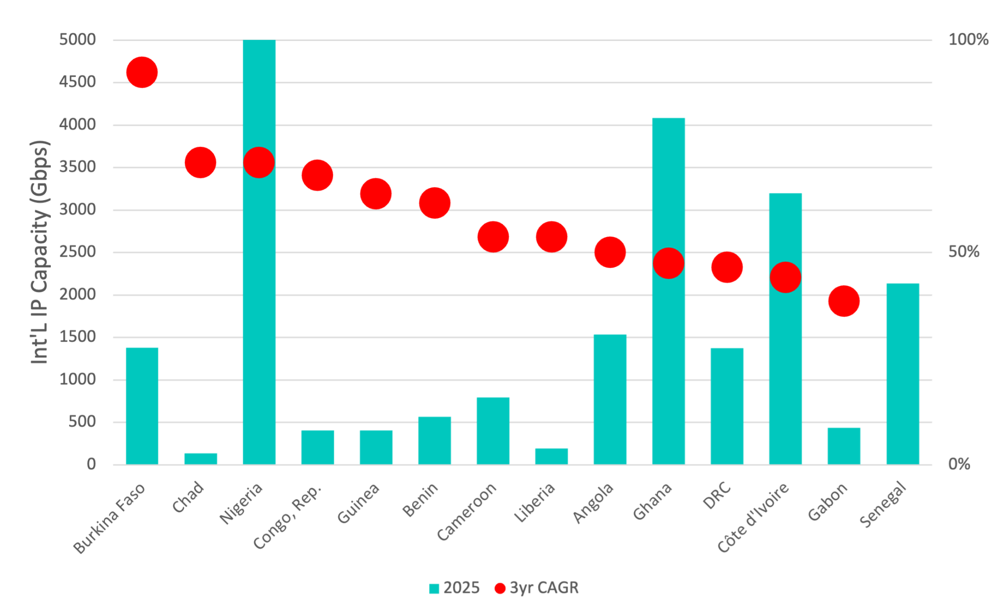 Int'L IP Capacity (Gbps)
5000
4500
4000
3500
3000
2500
2000
1500
1000
500
0
100%
50%
0%
Burkina Faso
Chad
Nigeria
Congo, Rep.
Guinea
Benin
Cameroon
Liberia
Angola
Ghana
DRC
Côte d'Ivoire
Gabon
Senegal
2025
3yr CAGR